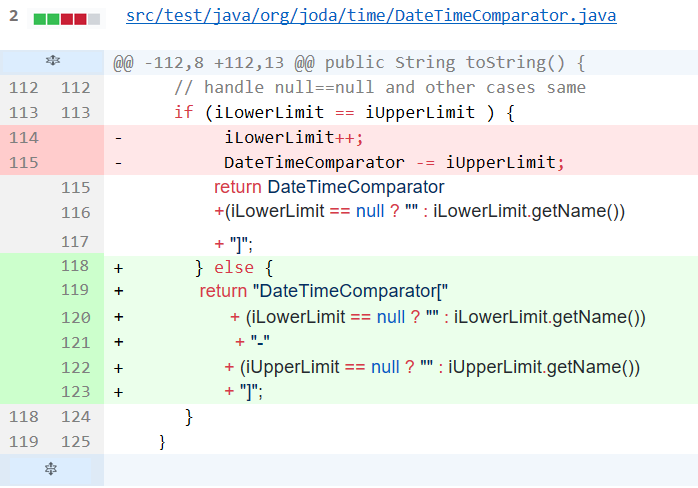 2 src/test/java/org/joda/time/DateTimeComparator.java
@@ -112,8 +112,13 @@ public String toString() {
112 112 // handle null==null and other cases same
113 113 if (iLowerLimit == iUpperLimit ) {
114 - iLowerLimit++;
115 - DateTimeComparator -= iUpperLimit;
115 return DateTimeComparator
116 +(iLowerLimit == null ? "" : iLowerLimit.getName())
117 + "]";
118 + } else {
119 + return "DateTimeComparator["
120 + + (iLowerLimit == null ? "" : iLowerLimit.getName())
121 + + "-"
122 + + (iUpperLimit == null ? "" : iUpperLimit.getName())
123 + + "]";
118 124 }
119 125 }